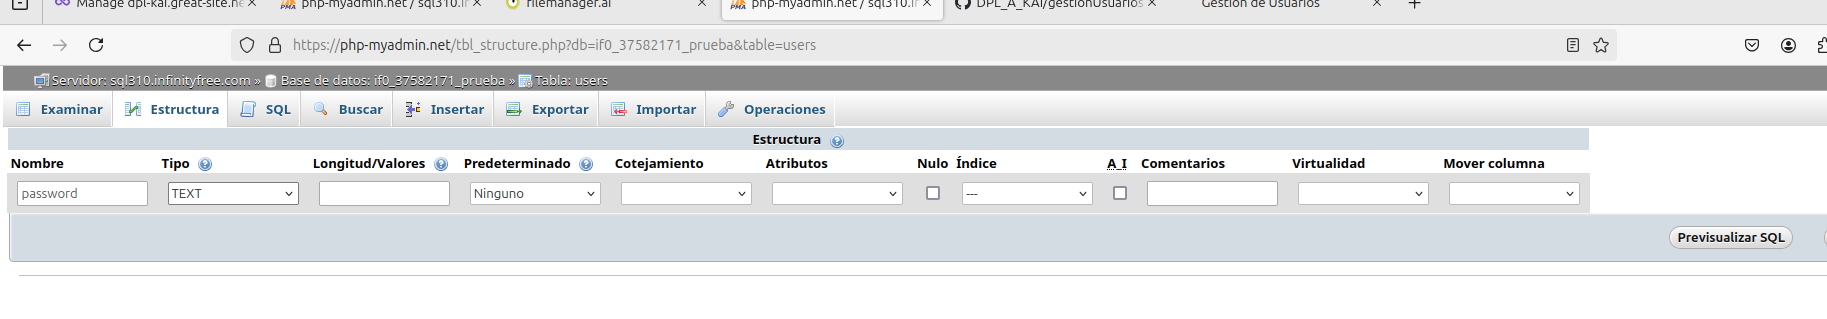 Manage dpl-kai.great-site.ne
php-myadmin.net / sql310.ir
filemanager.ai
php-myadmin.net / sql310.ir
DPL_A_KAI/gestionUsuarios
Gestion de Usuarios
https://php-myadmin.net/tbl_structure.php?db=if0_37582171_prueba&table=users
Servidor: sql310.infinityfree.com » Base de datos: if0_37582171_prueba » Tabla: users
Examinar Estructura SQL Buscar Insertar Exportar Importar Operaciones
Estructura
Nombre Tipo Longitud/Valores Predeterminado Cotejamiento Atributos Nulo Índice A_I Comentarios Virtualidad Mover columna
password TEXT Ninguno ---
Previsualizar SQL